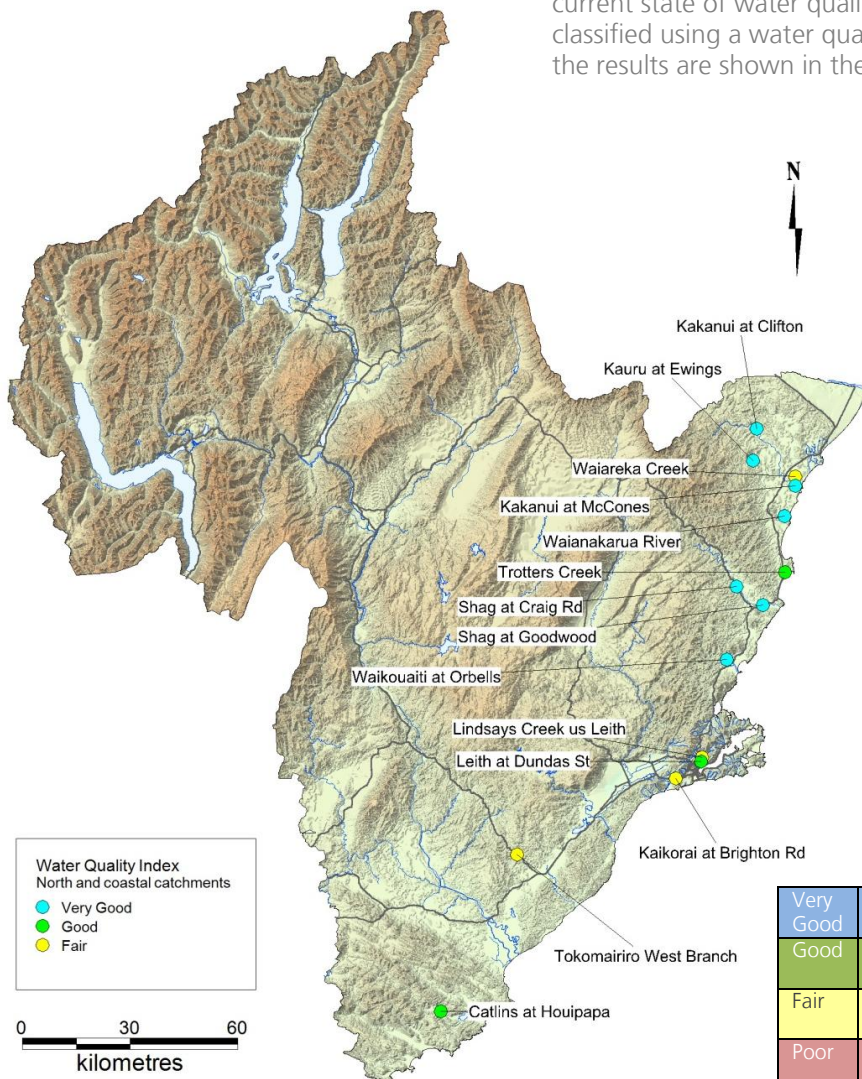 current state of water quali
classified using a water qua
the results are shown in the
N
Kakanui at Clifton
Kauru at Ewings
Waiareka Creek
Kakanui at McCones
Waianakarua River
Trotters Creek
Shag at Craig Rd
Shag at Goodwood
Waikouaiti at Orbells
Lindsays Creek us Leith
Leith at Dundas St
Kaikorai at Brighton Rd
Tokomairiro West Branch
Catlins at Houipapa
Water Quality Index
North and coastal catchments
Very Good
Good
Fair
0 30 60
kilometres
Very
Good
Good
Fair
Poor